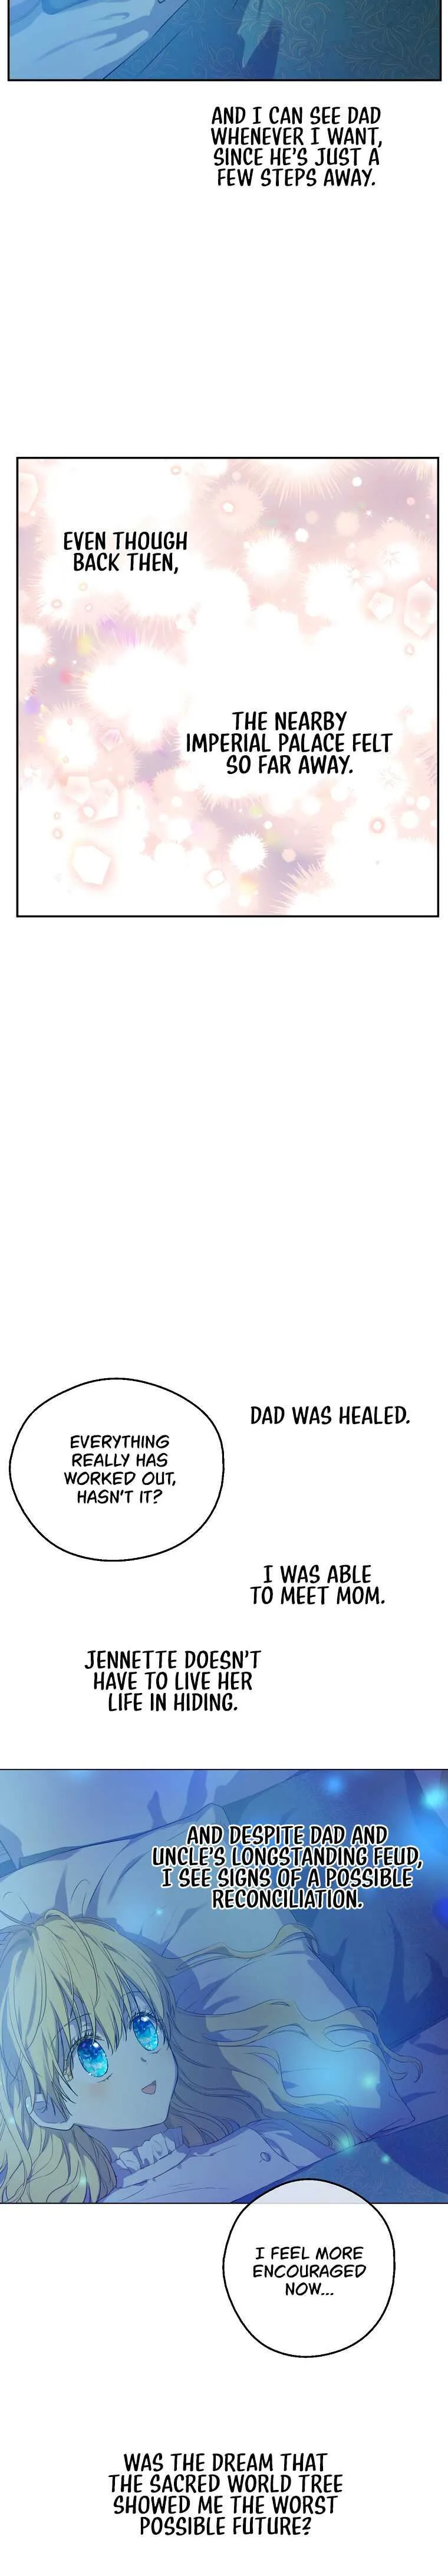 AND I CAN SEE DAD
WHENEVER I WANT,
SINCE HE'S JUST A
FEW STEPS AWAY.
EVEN THOUGH
BACK THEN,
THE NEARBY
IMPERIAL PALACE FELT
SO FAR AWAY.
DAD WAS HEALED.
EVERYTHING
REALLY HAS
WORKED OUT,
HASN'T IT?
I WAS ABLE
TO MEET MOM.
JENNETTE DOESN'T
HAVE TO LIVE HER
LIFE IN HIDING.
AND DESPITE DAD AND
UNCLE'S LONGSTANDING FEUD,
I SEE SIGNS OF A POSSIBLE
RECONCILIATION.
I FEEL MORE
ENCOURAGED
NOW...
WAS THE DREAM THAT
THE SACRED WORLD TREE
SHOWED ME THE WORST
POSSIBLE FUTURE?